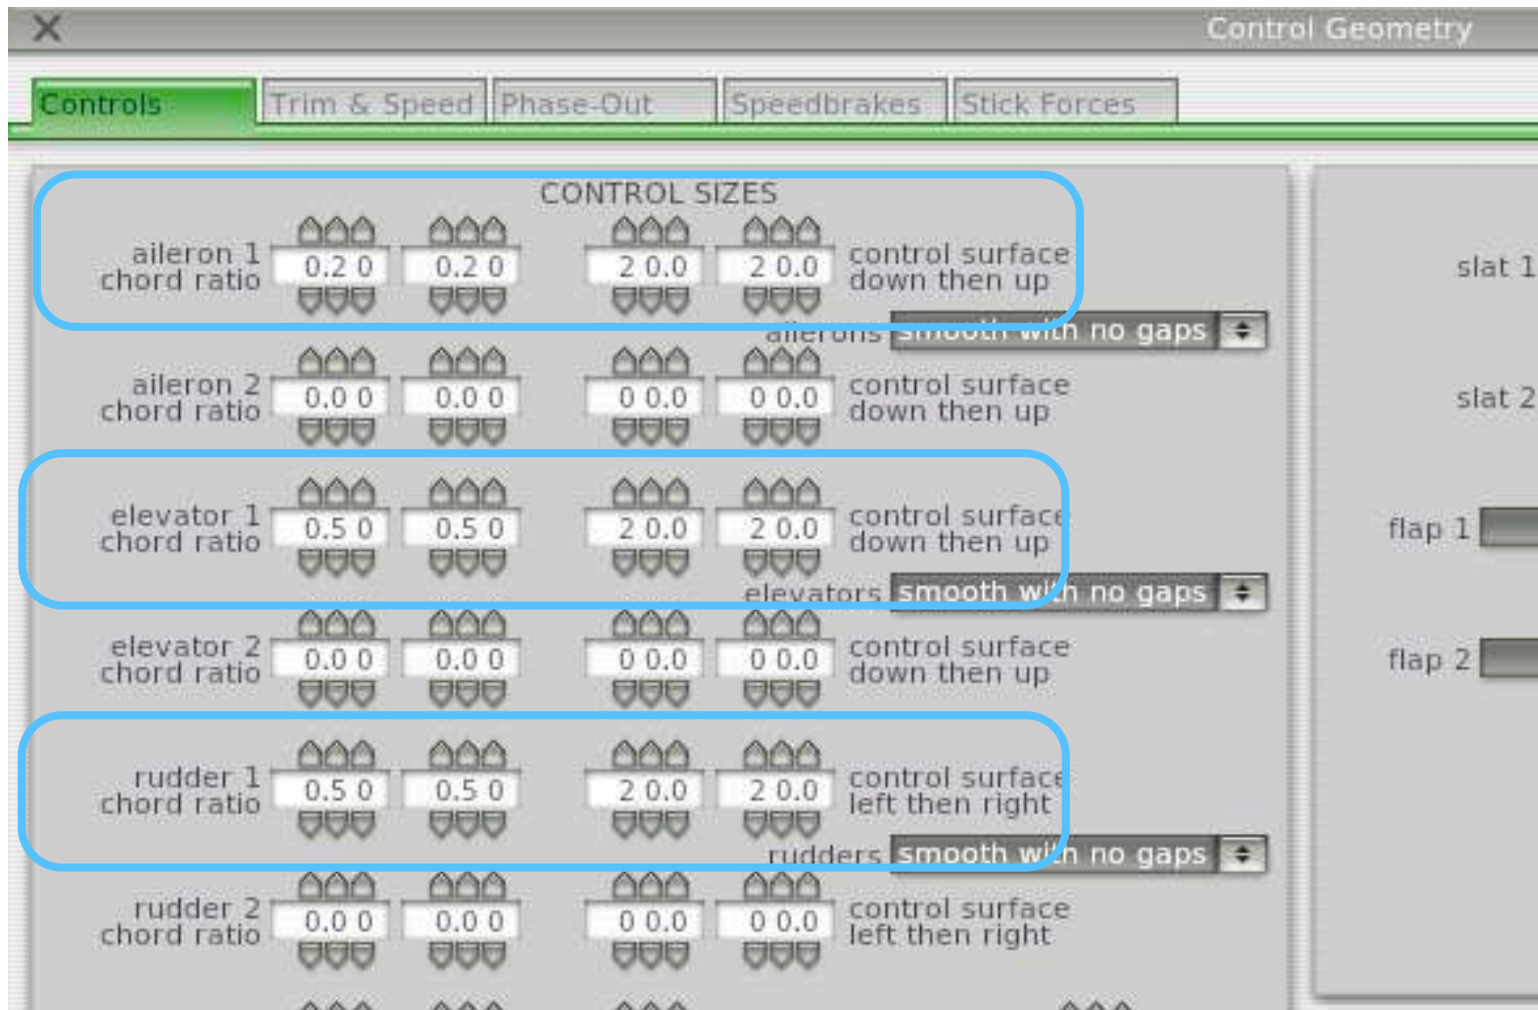 Control Geometry
Controls Trim & Speed Phase-Out Speedbrakes Stick Forces
CONTROL SIZES
aileron 1
chord ratio 0.2 0 0.2 0 2 0.0 2 0.0 control surface
down then up
slat 1
ailerons smooth with no gaps
aileron 2
chord ratio 0.0 0 0.0 0 0 0.0 0 0.0 control surface
down then up
slat 2
elevator 1
chord ratio 0.5 0 0.5 0 2 0.0 2 0.0 control surface
down then up
flap 1
elevators smooth with no gaps
elevator 2
chord ratio 0.0 0 0.0 0 0 0.0 0 0.0 control surface
down then up
flap 2
rudder 1
chord ratio 0.5 0 0.5 0 2 0.0 2 0.0 control surface
left then right
rudders smooth with no gaps
rudder 2
chord ratio 0.0 0 0.0 0 0 0.0 0 0.0 control surface
left then right